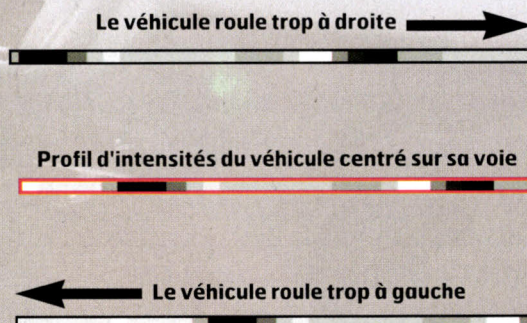 Le véhicule roule trop à droite
Profil d'intensités du véhicule centré sur sa voie
Le véhicule roule trop à gauche